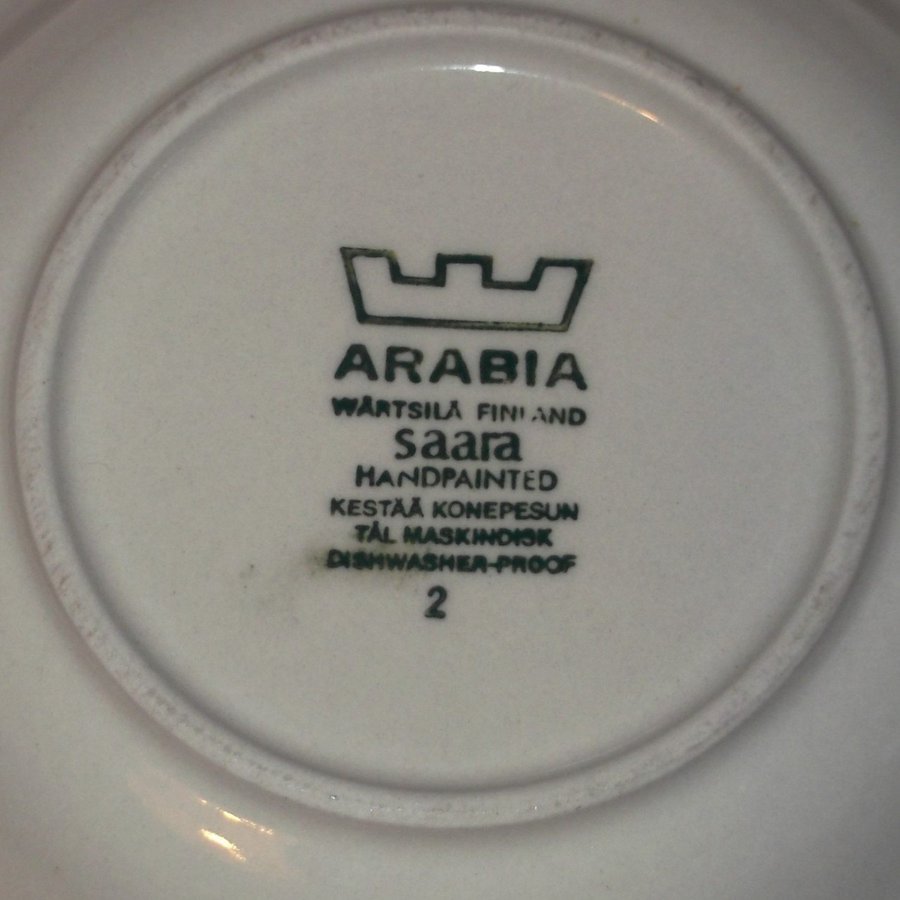 ARABIA
WÄRTSILÄ FINLAND
saara
HANDPAINTED
KESTÄÄ KONEPESUN
TÅL MASKINDISK
DISHWASHER-PROOF
2